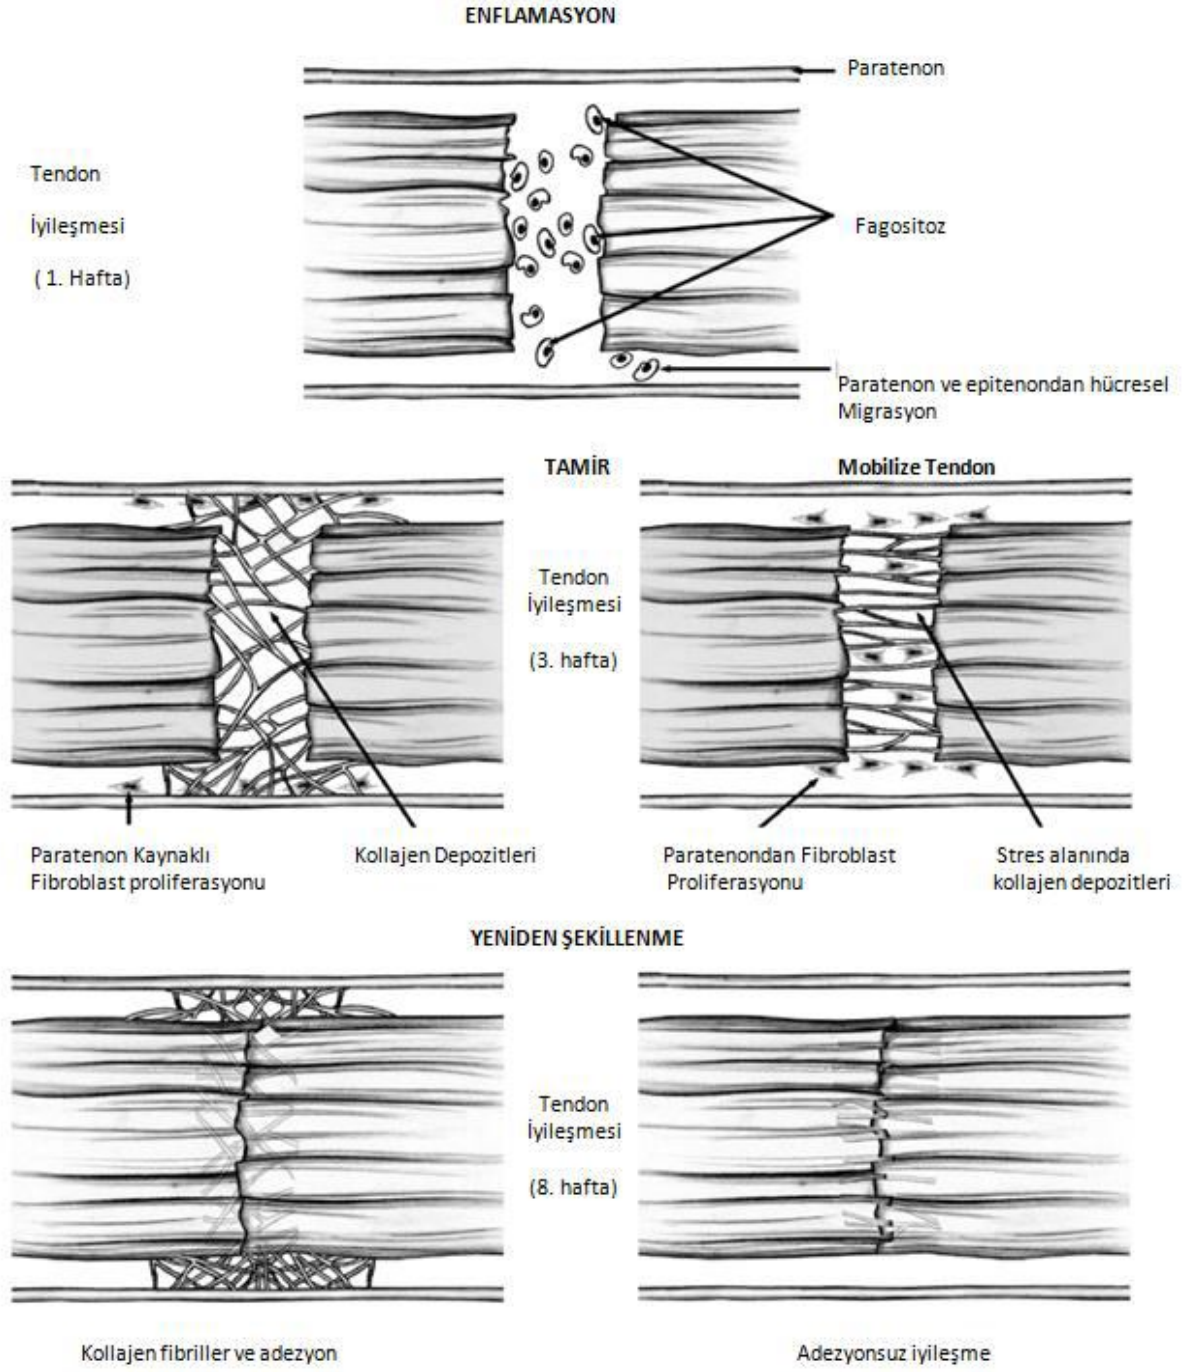 ENFLAMASYON
Paratenon
Tendon
İyileşmesi
( 1. Hafta)
Fagositoz
Paratenon ve epitenondan hücresel
Migrasyon
TAMİR
Mobilize Tendon
Tendon
İyileşmesi
(3. hafta)
Paratenon Kaynaklı
Fibroblast proliferasyonu
Kollajen Depozitleri
Paratenondan Fibroblast
Proliferasyonu
Stres alanında
kollajen depozitleri
YENİDEN ŞEKİLLENME
Tendon
İyileşmesi
(8. hafta)
Kollajen fibriller ve adezyon
Adezyonsuz iyileşme